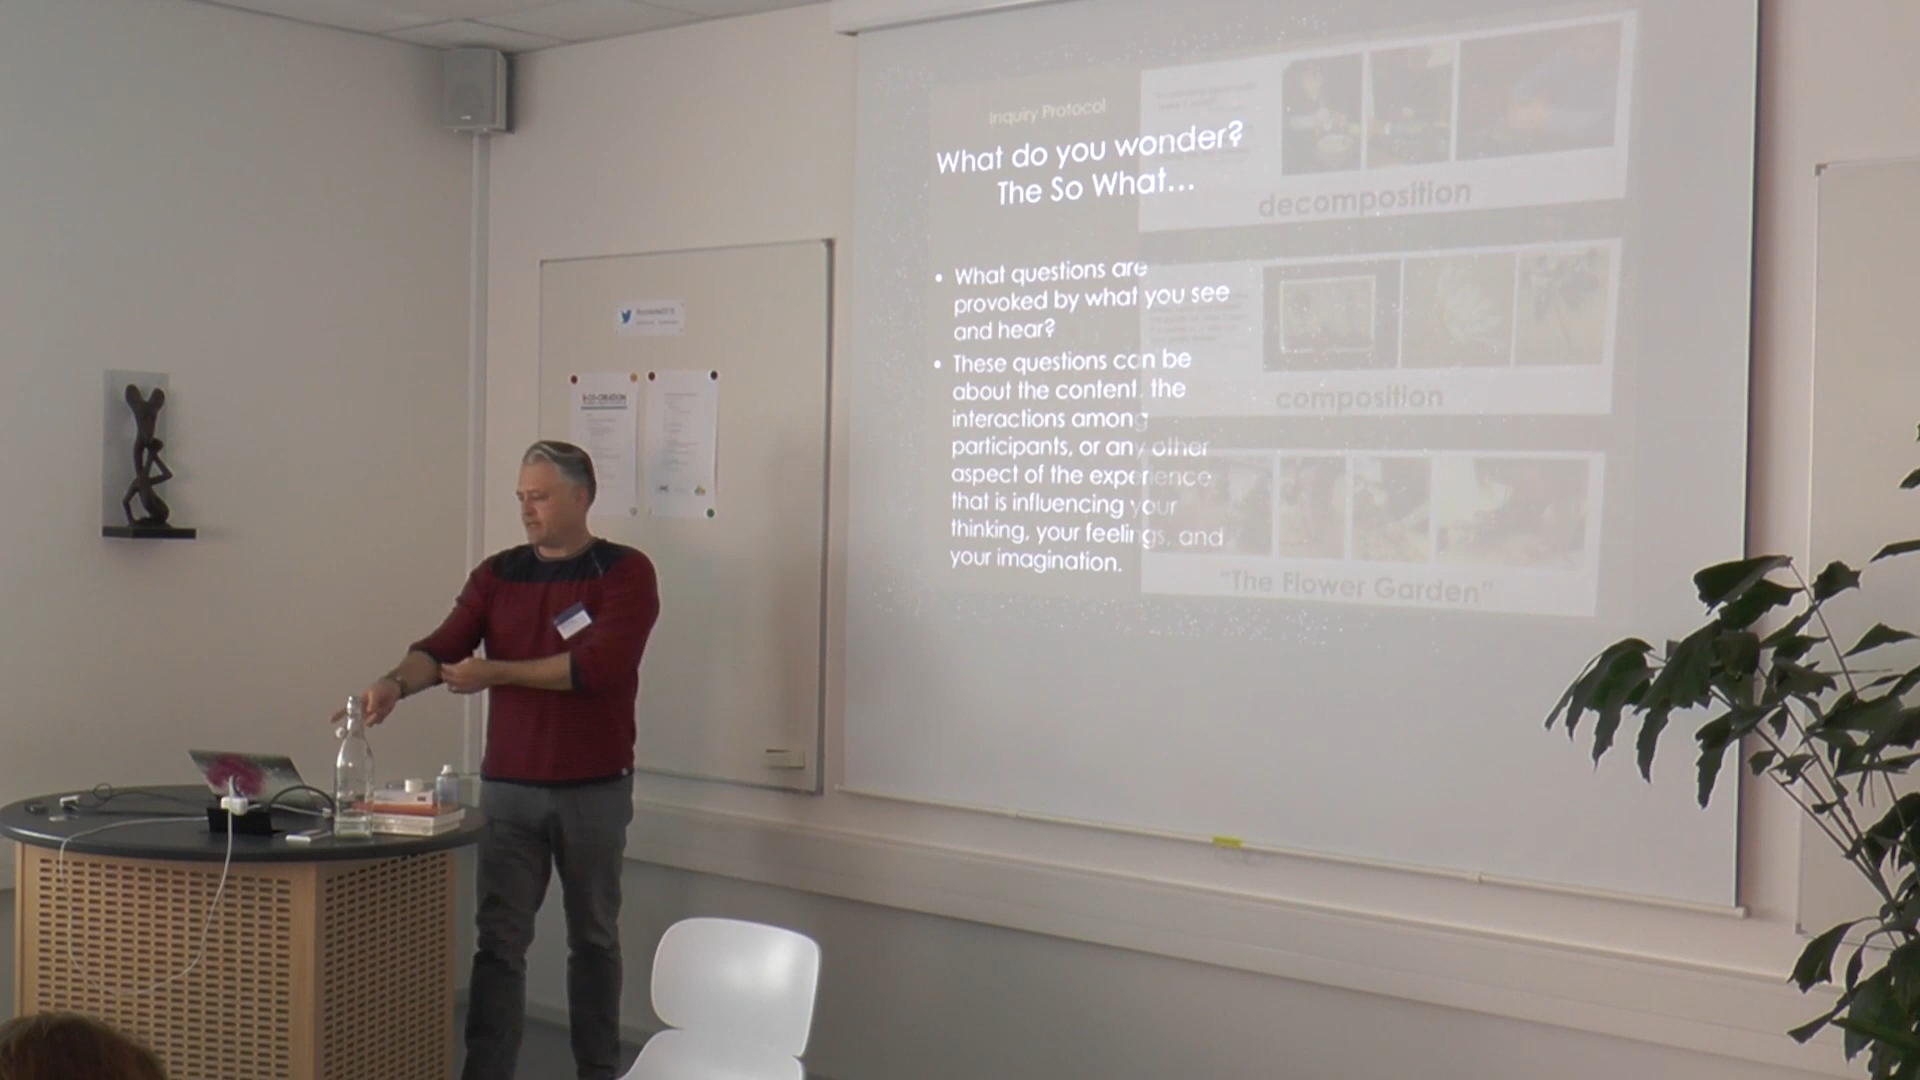 Inquiry Protocol
What do you wonder?
The So What...
• What questions are
provoked by what you see
and hear?
• These questions can be
about the content, the
interactions among
participants, or any other
aspect of the experience
that is influencing your
thinking, your feelings, and
your imagination.
decomposition
composition
"The Flower Garden"
CO-CREATION